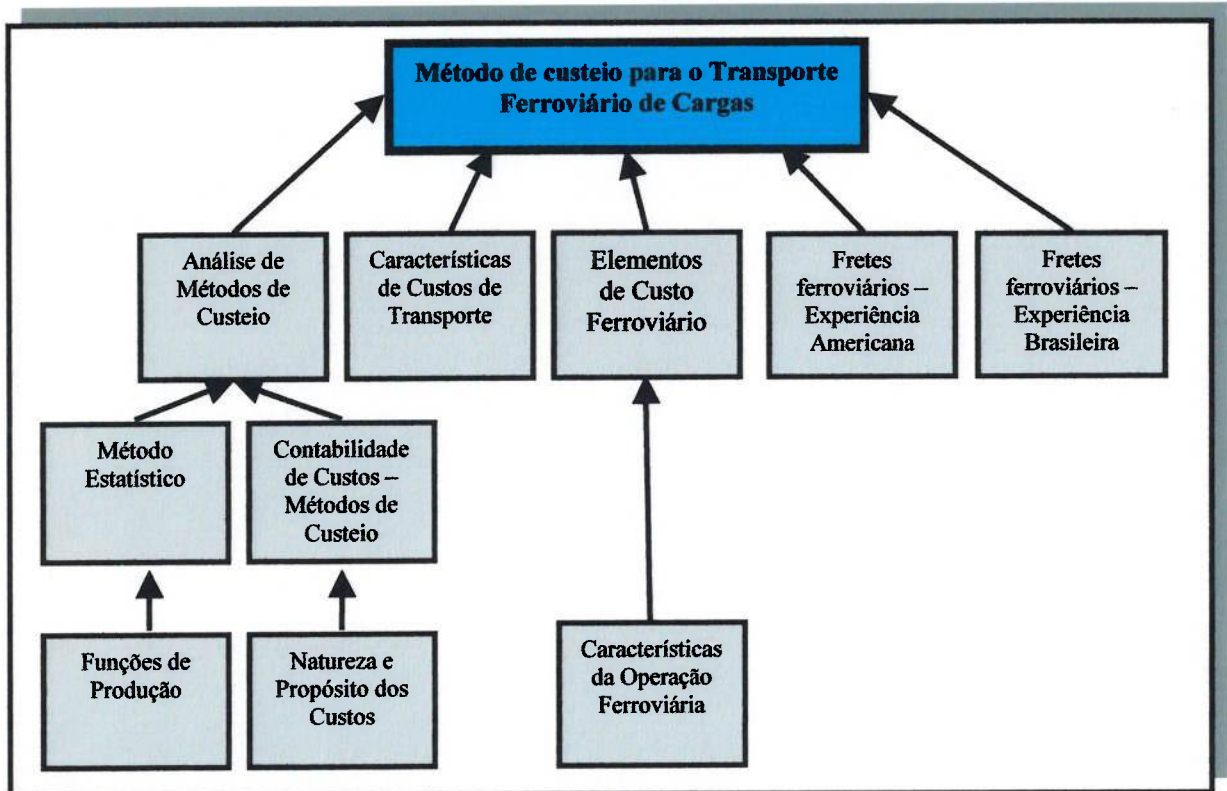 Método de custeio para o Transporte
Ferroviário de Cargas
Análise de
Métodos de
Custeio
Características
de Custos de
Transporte
Elementos
de Custo
Ferroviário
Fretes
ferroviários –
Experiência
Americana
Fretes
ferroviários –
Experiência
Brasileira
Método
Estatístico
Contabilidade
de Custos –
Métodos de
Custeio
Funções de
Produção
Natureza e
Propósito dos
Custos
Características
da Operação
Ferroviária